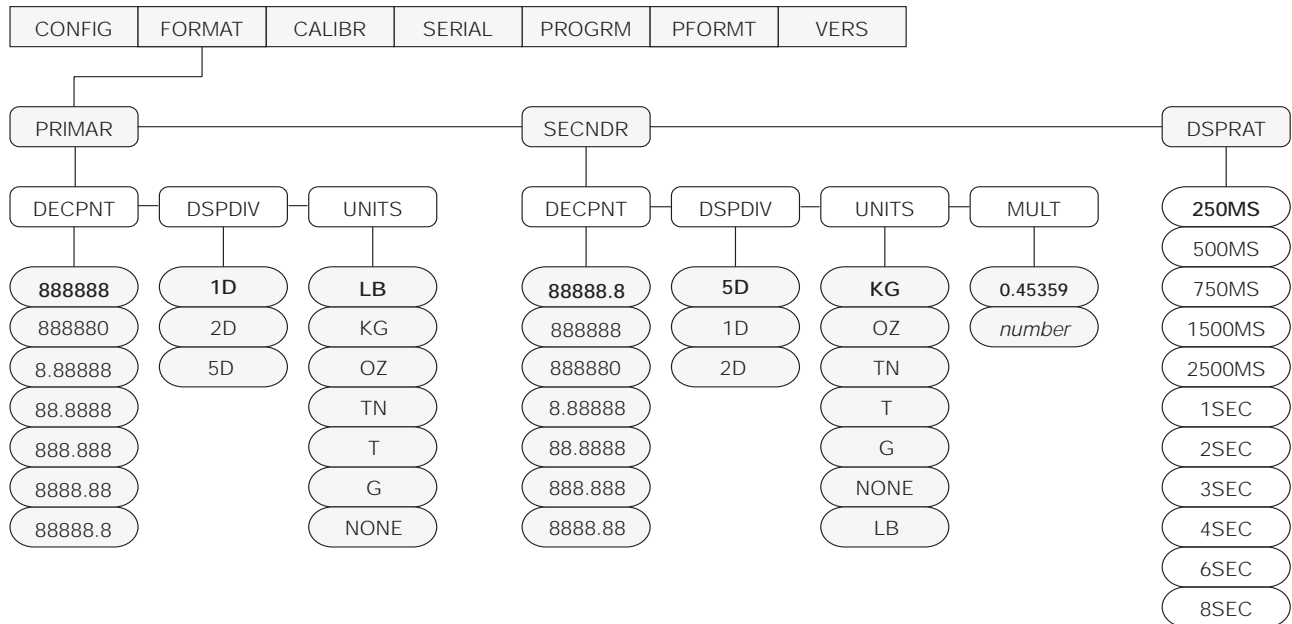 CONFIG FORMAT CALIBR SERIAL PROGRM PFORMT VERS
PRIMAR SECNDR DSPRAT
DECPNT DSPDIV UNITS DECPNT DSPDIV UNITS MULT 250MS
500MS
888888 1D LB 88888.8 5D KG 0.45359 750MS
888880 2D KG 888888 1D OZ number 1500MS
8.88888 5D OZ 888880 2D TN 2500MS
88.8888 TN 8.88888 T 1SEC
888.888 T 88.8888 G 2SEC
8888.88 G 888.888 NONE 3SEC
88888.8 NONE 8888.88 LB 4SEC
6SEC
8SEC